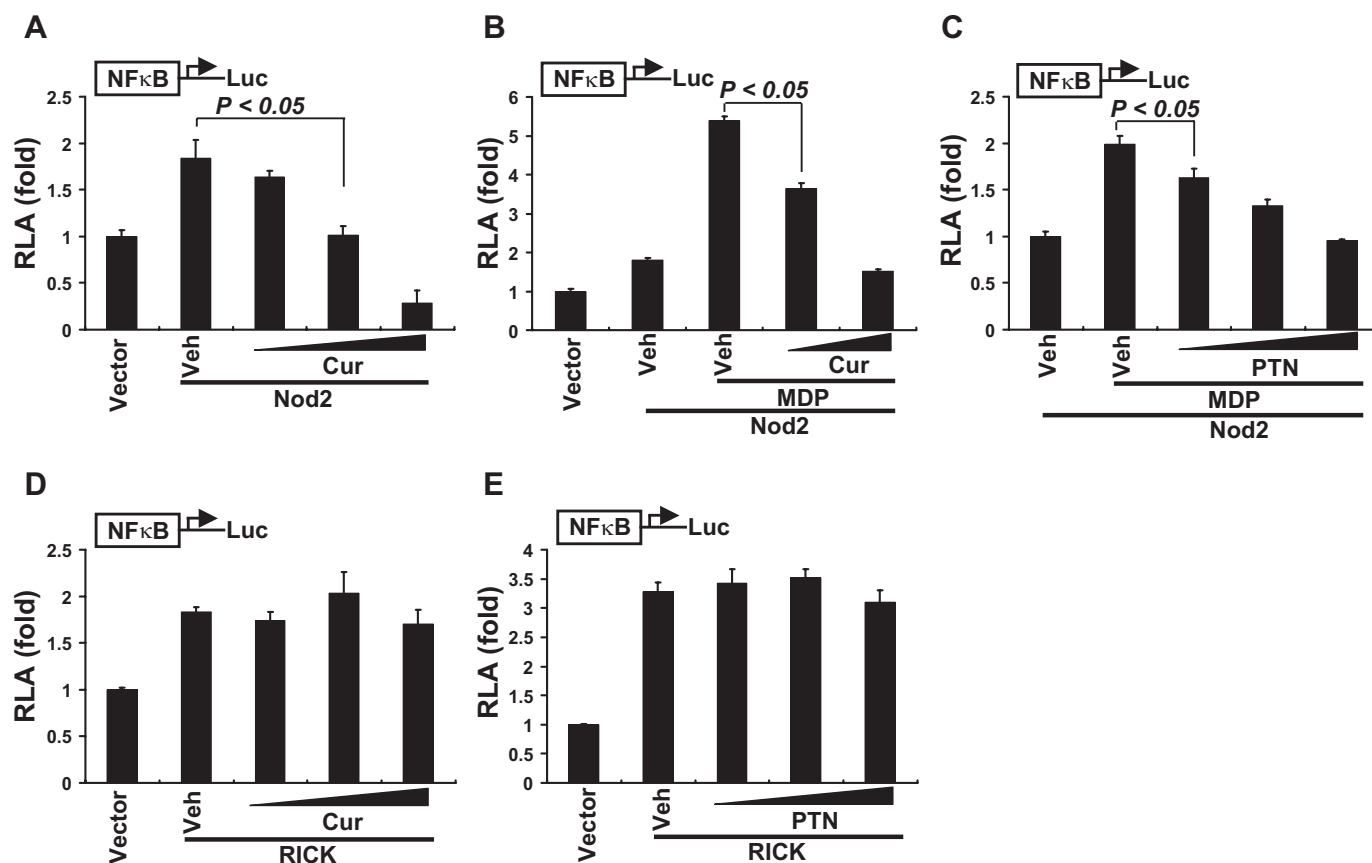 A
NFκB
Luc
P < 0.05
RLA (fold)
2.5
2
1.5
1
0.5
0
Vector
Veh
Cur
Nod2
B
NFκB
Luc
P < 0.05
RLA (fold)
6
5
4
3
2
1
0
Vector
Veh
Veh
Cur
MDP
Nod2
C
NFκB
Luc
P < 0.05
RLA (fold)
2.5
2
1.5
1
0.5
0
Veh
Veh
PTN
MDP
Nod2
D
NFκB
Luc
RLA (fold)
2.5
2
1.5
1
0.5
0
Vector
Veh
Cur
RICK
E
NFκB
Luc
RLA (fold)
4
3.5
3
2.5
2
1.5
1
0.5
0
Vector
Veh
PTN
RICK